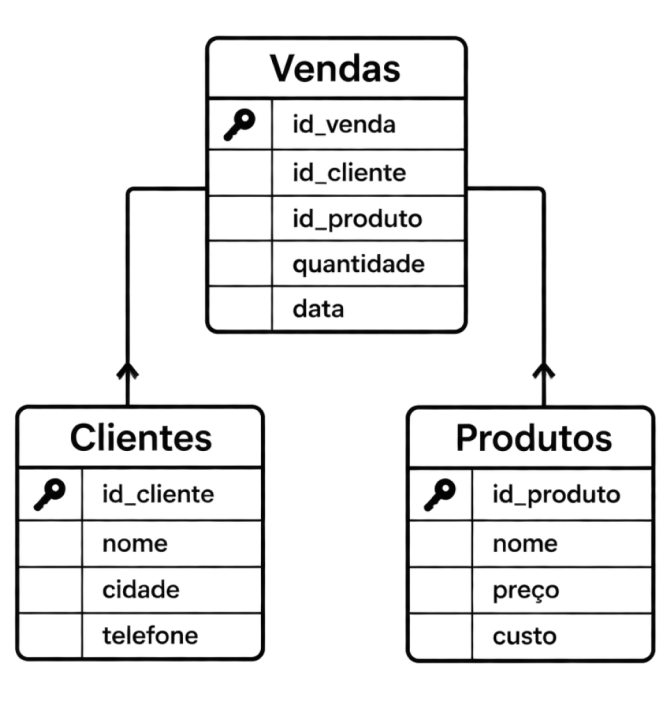 Vendas
id_venda
id_cliente
id_produto
quantidade
data
Clientes
id_cliente
nome
cidade
telefone
Produtos
id_produto
nome
preço
custo